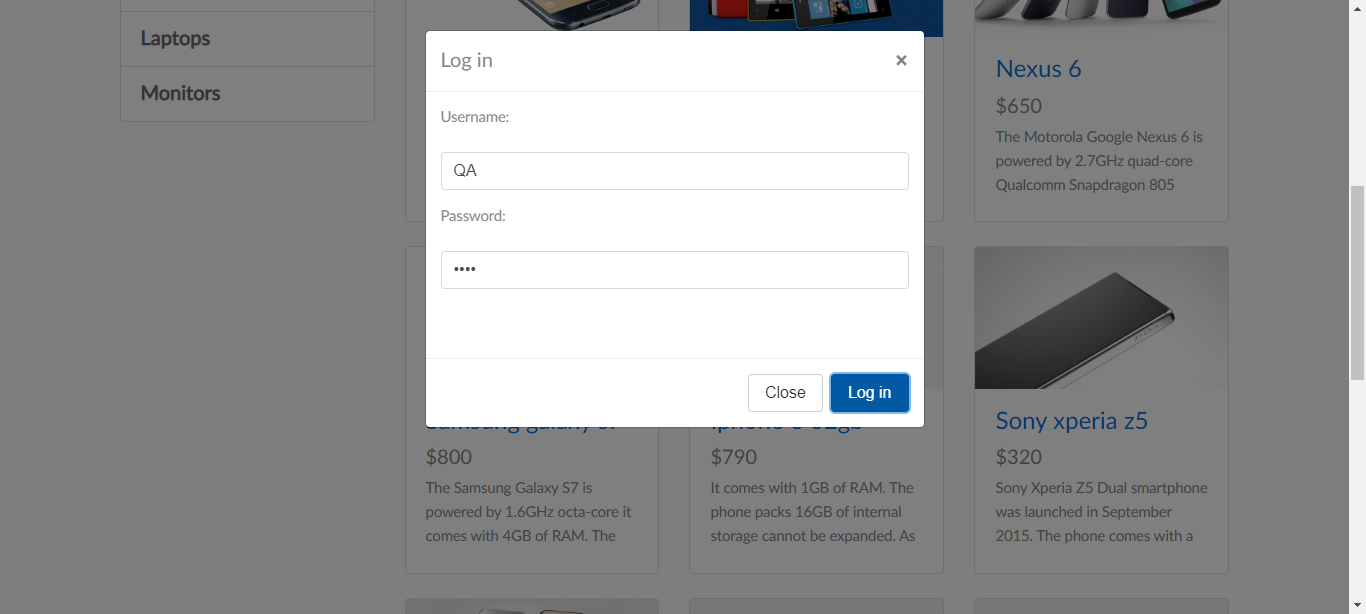 Laptops
Monitors
Log in
×
Username:
QA
Password:
••••
Close
Log in
Nexus 6
$650
The Motorola Google Nexus 6 is
powered by 2.7GHz quad-core
Qualcomm Snapdragon 805
$800
The Samsung Galaxy S7 is
powered by 1.6GHz octa-core it
comes with 4GB of RAM. The
$790
It comes with 1GB of RAM. The
phone packs 16GB of internal
storage cannot be expanded. As
Sony xperia z5
$320
Sony Xperia Z5 Dual smartphone
was launched in September
2015. The phone comes with a